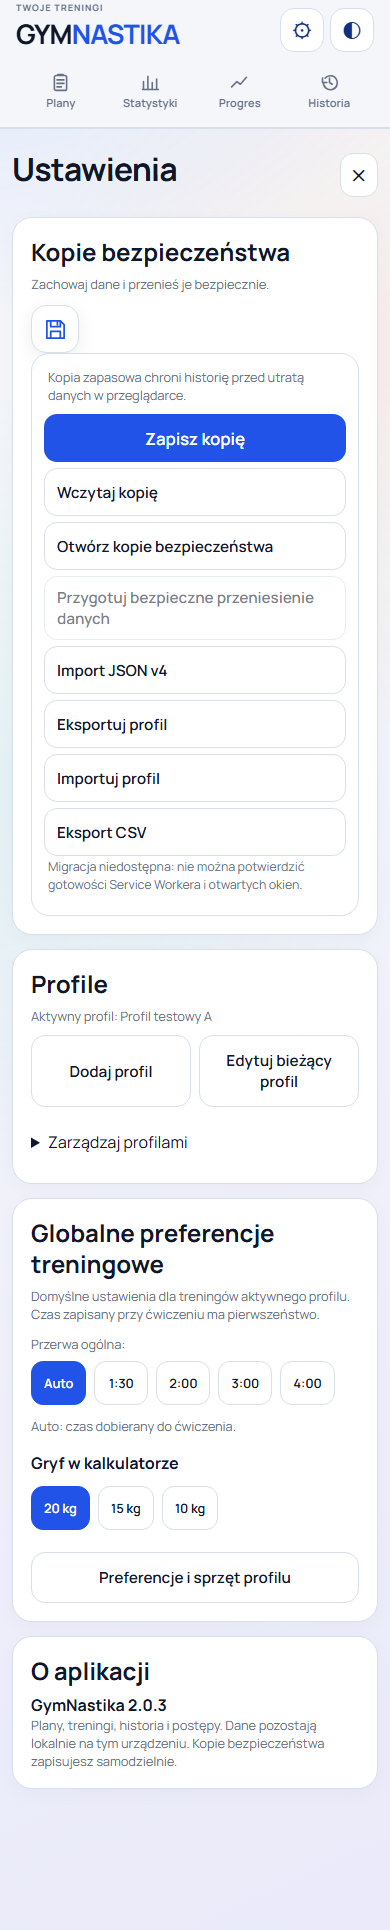 TWOJE TRENINGI
GYMNASTIKA
Plany
Statystyki
Progres
Historia
Ustawienia
Kopie bezpieczeństwa
Zachowaj dane i przenieś je bezpiecznie.
Kopia zapasowa chroni historię przed utratą
danych w przeglądarce.
Zapisz kopię
Wczytaj kopię
Otwórz kopie bezpieczeństwa
Przygotuj bezpieczne przeniesienie
danych
Import JSON v4
Eksportuj profil
Importuj profil
Eksport CSV
Migracja niedostępna: nie można potwierdzić
gotowości Service Workera i otwartych okien.
Profile
Aktywny profil: Profil testowy A
Dodaj profil
Edytuj bieżący
profil
Zarządzaj profilami
Globalne preferencje
treningowe
Domyślne ustawienia dla treningów aktywnego profilu.
Czas zapisany przy ćwiczeniu ma pierwszeństwo.
Przerwa ogólna:
Auto
1:30
2:00
3:00
4:00
Auto: czas dobierany do ćwiczenia.
Gryf w kalkulatorze
20 kg
15 kg
10 kg
Preferencje i sprzęt profilu
O aplikacji
GymNastika 2.0.3
Plany, treningi, historia i postępy. Dane pozostają
lokalnie na tym urządzeniu. Kopie bezpieczeństwa
zapisujesz samodzielnie.